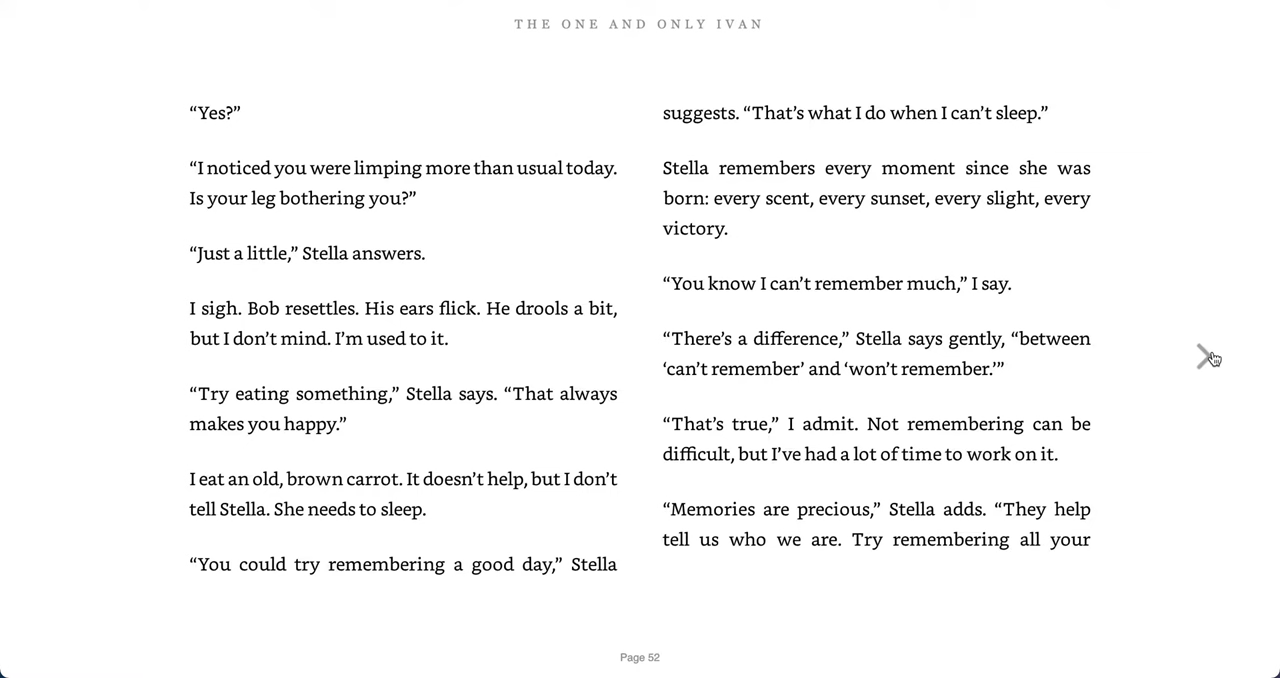 THE ONE AND ONLY IVAN
“Yes?”
“I noticed you were limping more than usual today.
Is your leg bothering you?”
“Just a little,” Stella answers.
I sigh. Bob resettles. His ears flick. He drools a bit,
but I don’t mind. I’m used to it.
“Try eating something,” Stella says. “That always
makes you happy.”
I eat an old, brown carrot. It doesn’t help, but I don’t
tell Stella. She needs to sleep.
“You could try remembering a good day,” Stella
suggests. “That’s what I do when I can’t sleep.”
Stella remembers every moment since she was
born: every scent, every sunset, every slight, every
victory.
“You know I can’t remember much,” I say.
“There’s a difference,” Stella says gently, “between
‘can’t remember’ and ‘won’t remember.’”
“That’s true,” I admit. Not remembering can be
difficult, but I’ve had a lot of time to work on it.
“Memories are precious,” Stella adds. “They help
tell us who we are. Try remembering all your
Page 52